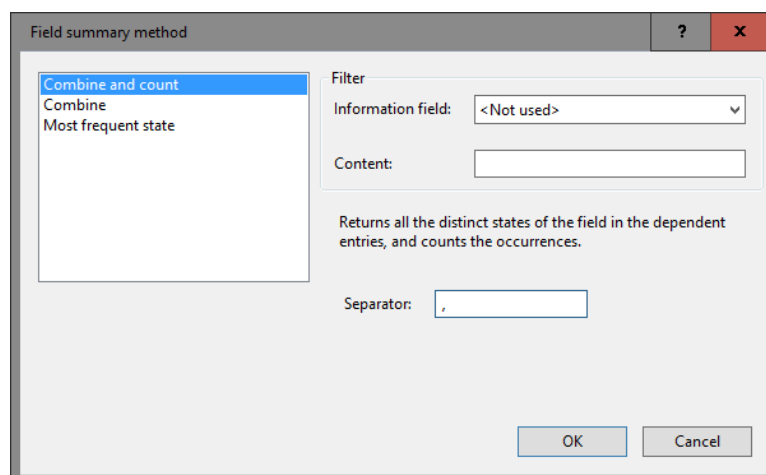 Field summary method
?
x
Combine and count
Combine
Most frequent state
Filter
Information field:
<Not used>
Content:
Returns all the distinct states of the field in the dependent
entries, and counts the occurrences.
Separator:
,
OK
Cancel